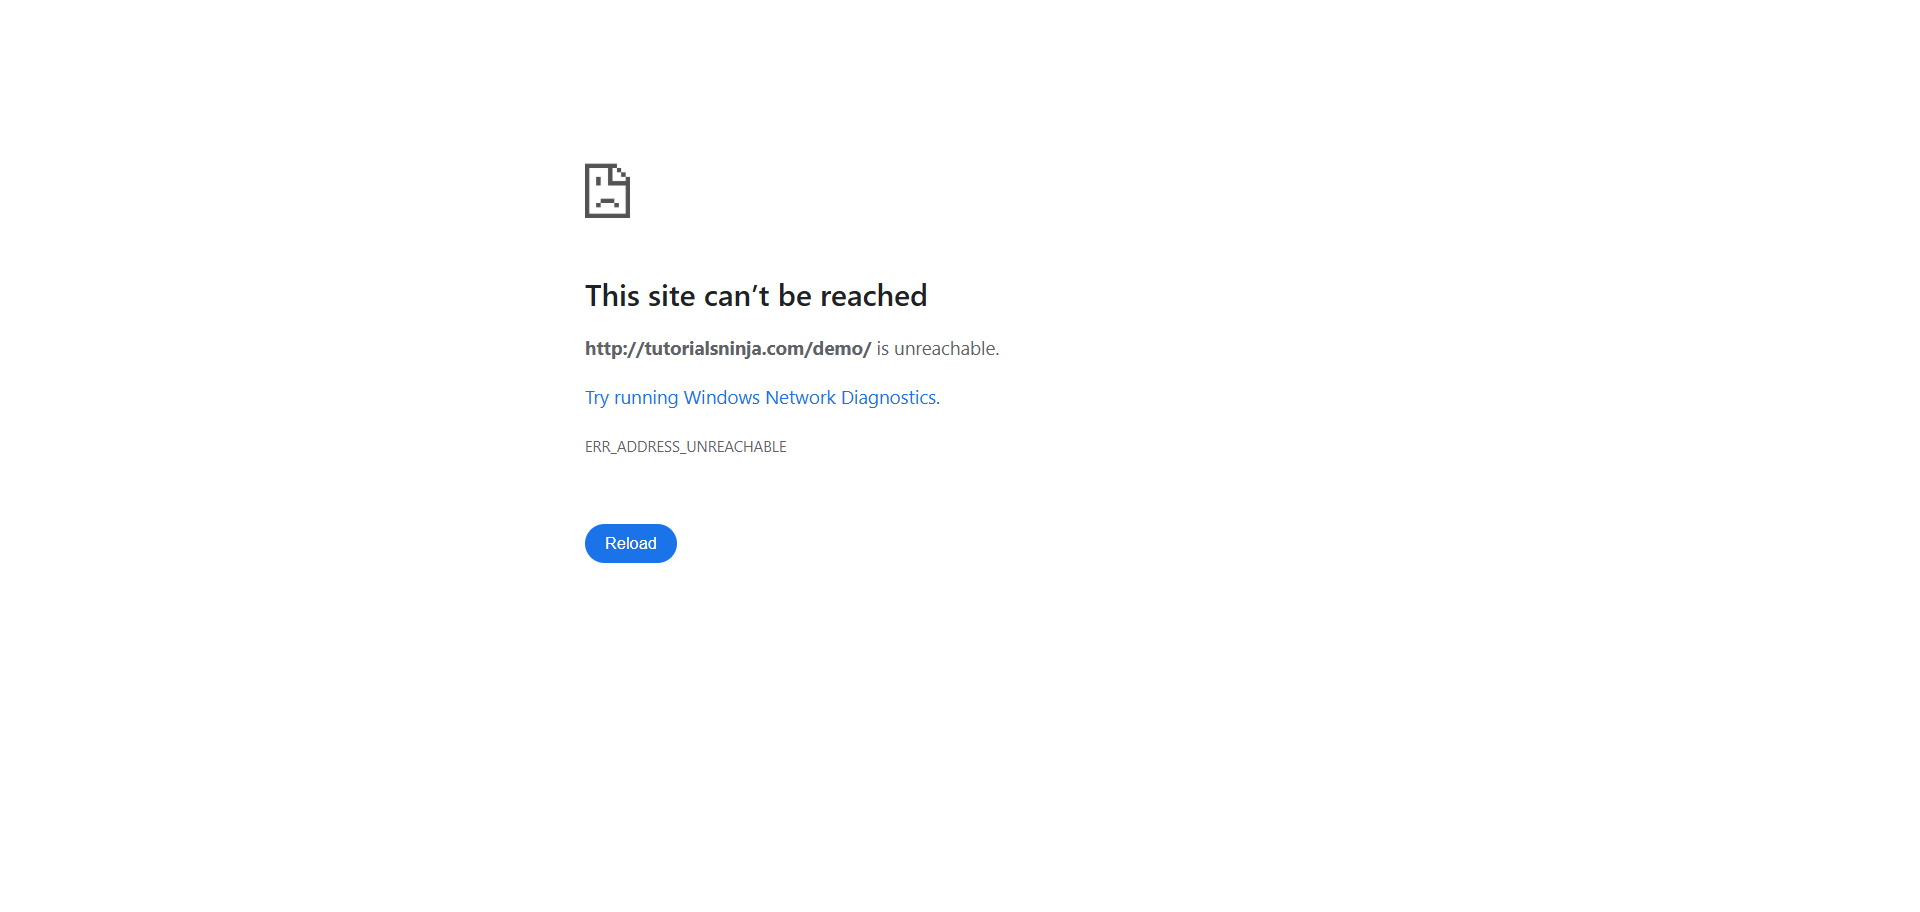 This site can’t be reached
http://tutorialsninja.com/demo/ is unreachable.
Try running Windows Network Diagnostics.
ERR_ADDRESS_UNREACHABLE
Reload